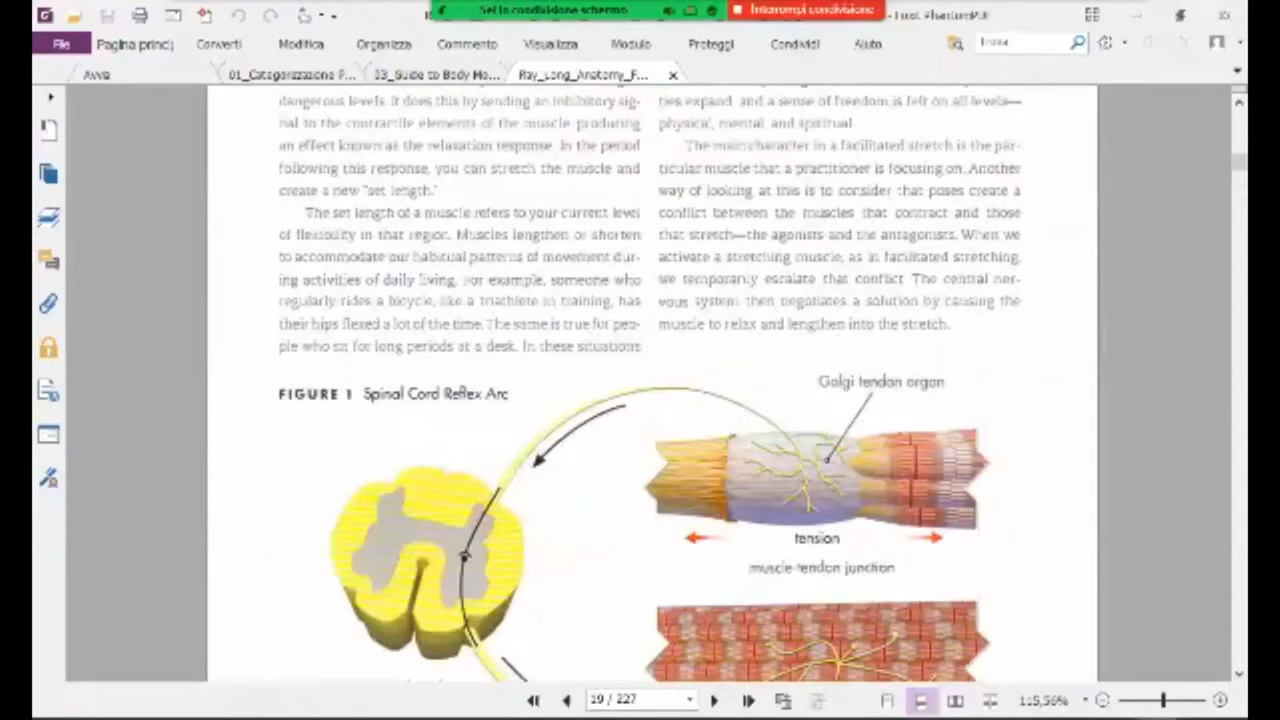 Sei in condivisione schermo
Interrompi condivisione
File
Converti
Modifica
Organizza
Commento
Visualizza
Modulo
Proteggi
Condividi
Aiuto
Avvia
01_Categorizzazione P...
03_Guide to Body Mo...
Ray_Long_Anatomy_F...
dangerous levels. It does this by sending an inhibitory sig-
nal to the contractile elements of the muscle producing
an effect known as the relaxation response. In the period
following this response, you can stretch the muscle and
create a new "set length."
The set length of a muscle refers to your current level
of flexibility in that region. Muscles lengthen or shorten
to accommodate our habitual patterns of movement dur-
ing activities of daily living. For example, someone who
regularly rides a bicycle, like a triathlete in training, has
their hips flexed a lot of the time. The same is true for peo-
ple who sit for long periods at a desk. In these situations
ties expand and a sense of freedom is felt on all levels—
physical, mental and spiritual
The main character in a facilitated stretch is the par-
ticular muscle that a practitioner is focusing on. Another
way of looking at this is to consider that poses create a
conflict between the muscles that contract and those
that stretch—the agonists and the antagonists. When we
activate a stretching muscle, as in facilitated stretching,
we temporarily escalate that conflict. The central ner-
vous system then negotiates a solution by causing the
muscle to relax and lengthen into the stretch.
FIGURE 1 Spinal Cord Reflex Arc
Golgi tendon organ
tension
muscle-tendon junction
19 / 227
115,56%